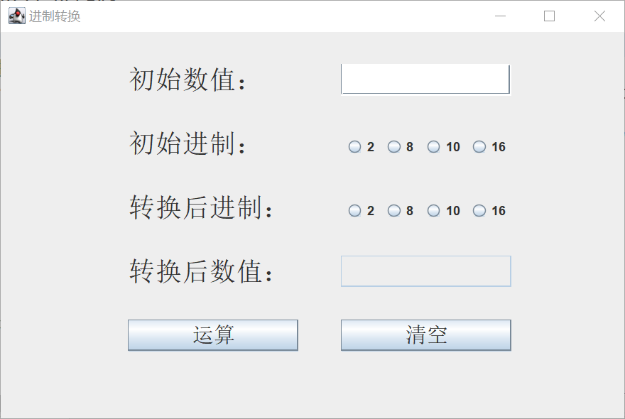 进制转换
初始数值：
初始进制： 2 8 10 16
转换后进制： 2 8 10 16
转换后数值：
运算 清空